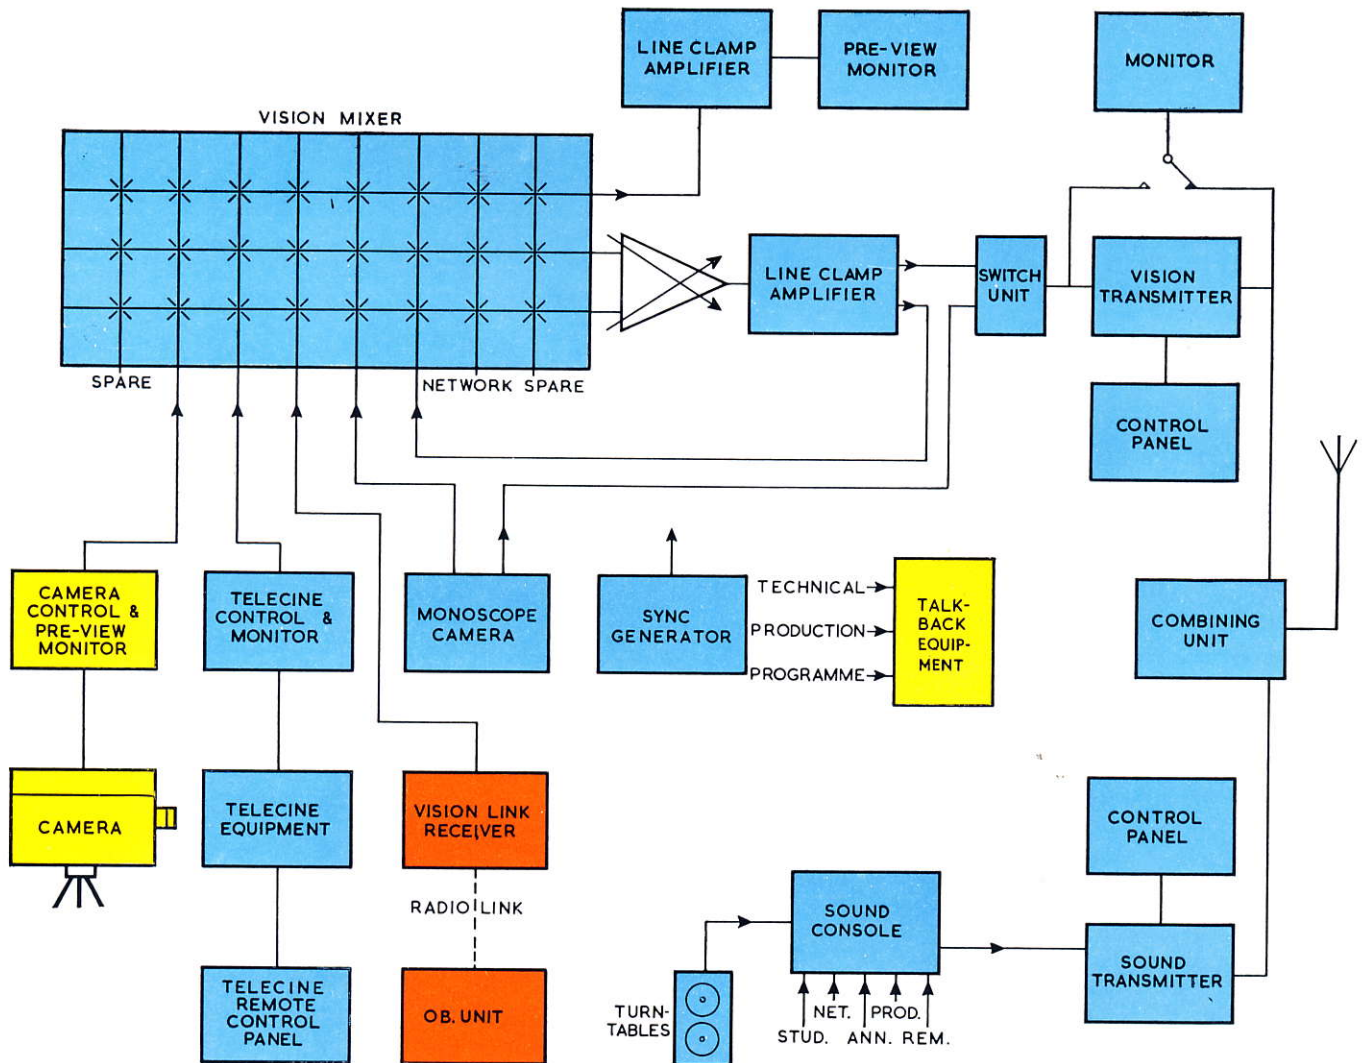 LINE CLAMP
AMPLIFIER
PRE-VIEW
MONITOR
MONITOR
VISION MIXER
LINE CLAMP
AMPLIFIER
SWITCH
UNIT
VISION
TRANSMITTER
SPARE
NETWORK SPARE
CONTROL
PANEL
CAMERA
CONTROL &
PRE-VIEW
MONITOR
TELECINE
CONTROL &
MONITOR
MONOSCOPE
CAMERA
SYNC
GENERATOR
TECHNICAL
PRODUCTION
PROGRAMME
TALK-
BACK
EQUIP-
MENT
COMBINING
UNIT
CAMERA
TELECINE
EQUIPMENT
VISION LINK
RECEIVER
CONTROL
PANEL
RADIO LINK
SOUND
CONSOLE
SOUND
TRANSMITTER
TELECINE
REMOTE
CONTROL
PANEL
OB. UNIT
TURN-
TABLES
NET. PROD.
STUD. ANN. REM.